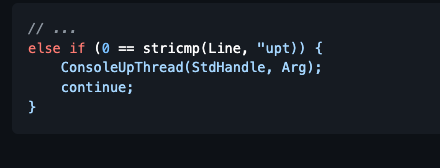 // ...
else if (0 == stricmp(Line, "upt)) {
    ConsoleUpThread(StdHandle, Arg);
    continue;
}